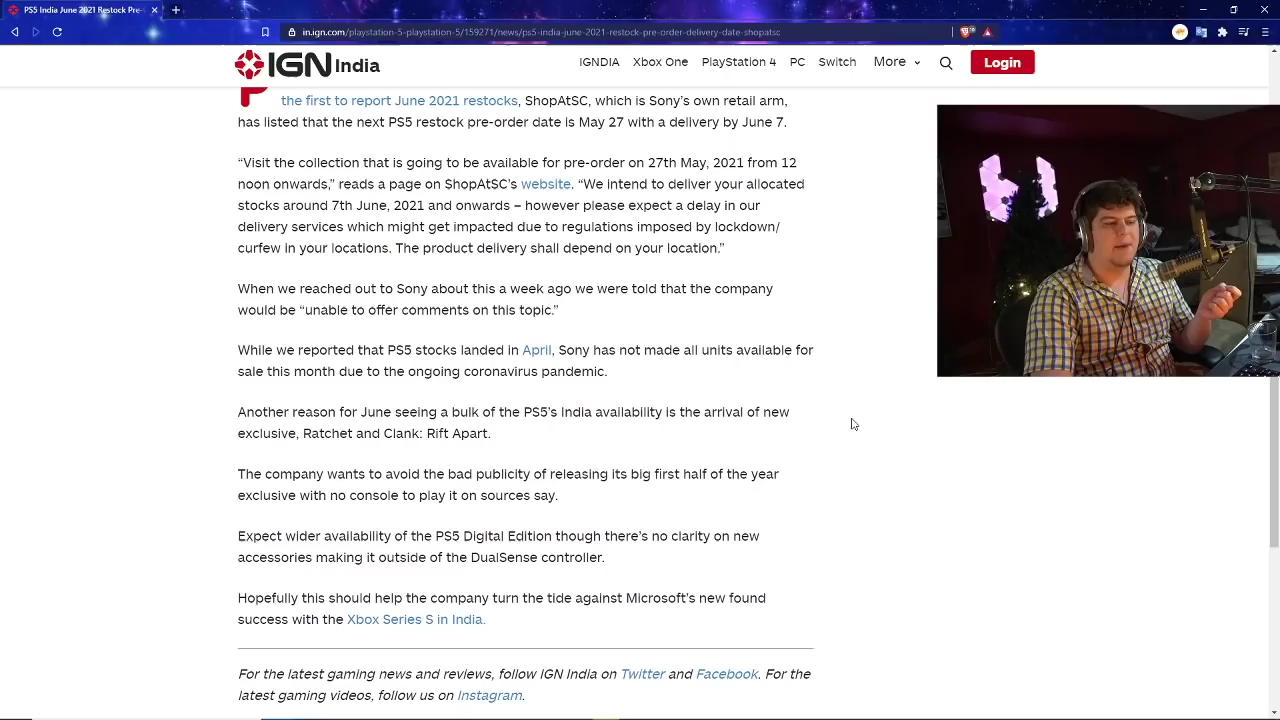 PS5 India June 2021 Restock Pre-
in.ign.com/playstation-5-playstation-5/159271/news/ps5-india-june-2021-restock-pre-order-delivery-date-shopatsc
IGN India
IGNDIA Xbox One PlayStation 4 PC Switch More Login
P the first to report June 2021 restocks, ShopAtSC, which is Sony's own retail arm,
has listed that the next PS5 restock pre-order date is May 27 with a delivery by June 7.
“Visit the collection that is going to be available for pre-order on 27th May, 2021 from 12
noon onwards,” reads a page on ShopAtSC's website. “We intend to deliver your allocated
stocks around 7th June, 2021 and onwards – however please expect a delay in our
delivery services which might get impacted due to regulations imposed by lockdown/
curfew in your locations. The product delivery shall depend on your location.”
When we reached out to Sony about this a week ago we were told that the company
would be “unable to offer comments on this topic.”
While we reported that PS5 stocks landed in April, Sony has not made all units available for
sale this month due to the ongoing coronavirus pandemic.
Another reason for June seeing a bulk of the PS5's India availability is the arrival of new
exclusive, Ratchet and Clank: Rift Apart.
The company wants to avoid the bad publicity of releasing its big first half of the year
exclusive with no console to play it on sources say.
Expect wider availability of the PS5 Digital Edition though there's no clarity on new
accessories making it outside of the DualSense controller.
Hopefully this should help the company turn the tide against Microsoft's new found
success with the Xbox Series S in India.
For the latest gaming news and reviews, follow IGN India on Twitter and Facebook. For the
latest gaming videos, follow us on Instagram.